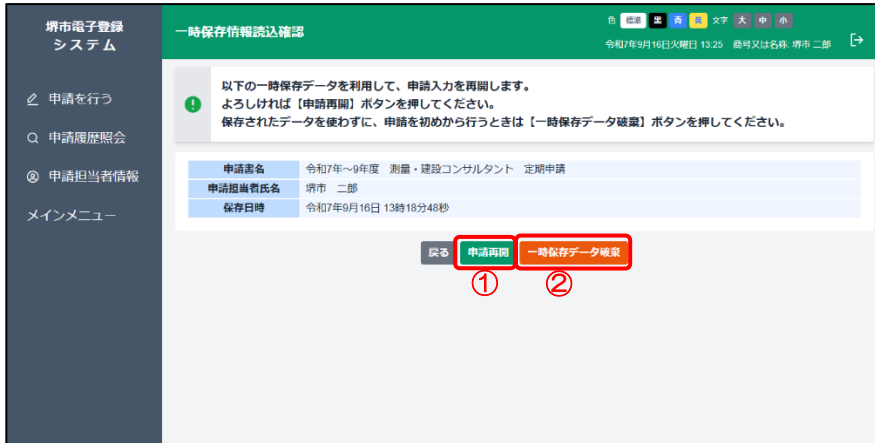 堺市電子登録
システム
申請を行う
申請履歴照会
申請担当者情報
メインメニュー
一時保存情報読込確認
色 標準 黒 青 黄 文字 大 中 小
令和7年9月16日火曜日 13:25 商号又は名称: 堺市 二郎
以下の一時保存データを利用して、申請入力を再開します。
よろしければ【申請再開】ボタンを押してください。
保存されたデータを使わずに、申請を初めから行うときは【一時保存データ破棄】ボタンを押してください。
申請書名 令和7年～9年度 測量・建設コンサルタント 定期申請
申請担当者氏名 堺市 二郎
保存日時 令和7年9月16日 13時18分48秒
戻る 申請再開 一時保存データ破棄
① ②